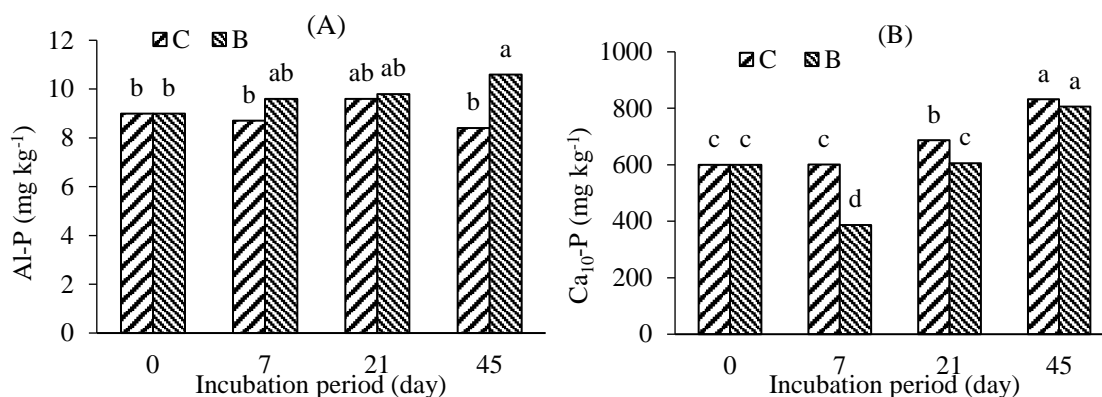 (A)
C B
12
10
8
6
4
2
0
Al-P (mg kg-1)
b b b ab ab ab b a
0 7 21 45
Incubation period (day)
(B)
C B
1000
800
600
400
200
0
Ca10-P (mg kg-1)
c c c d b c a a
0 7 21 45
Incubation period (day)